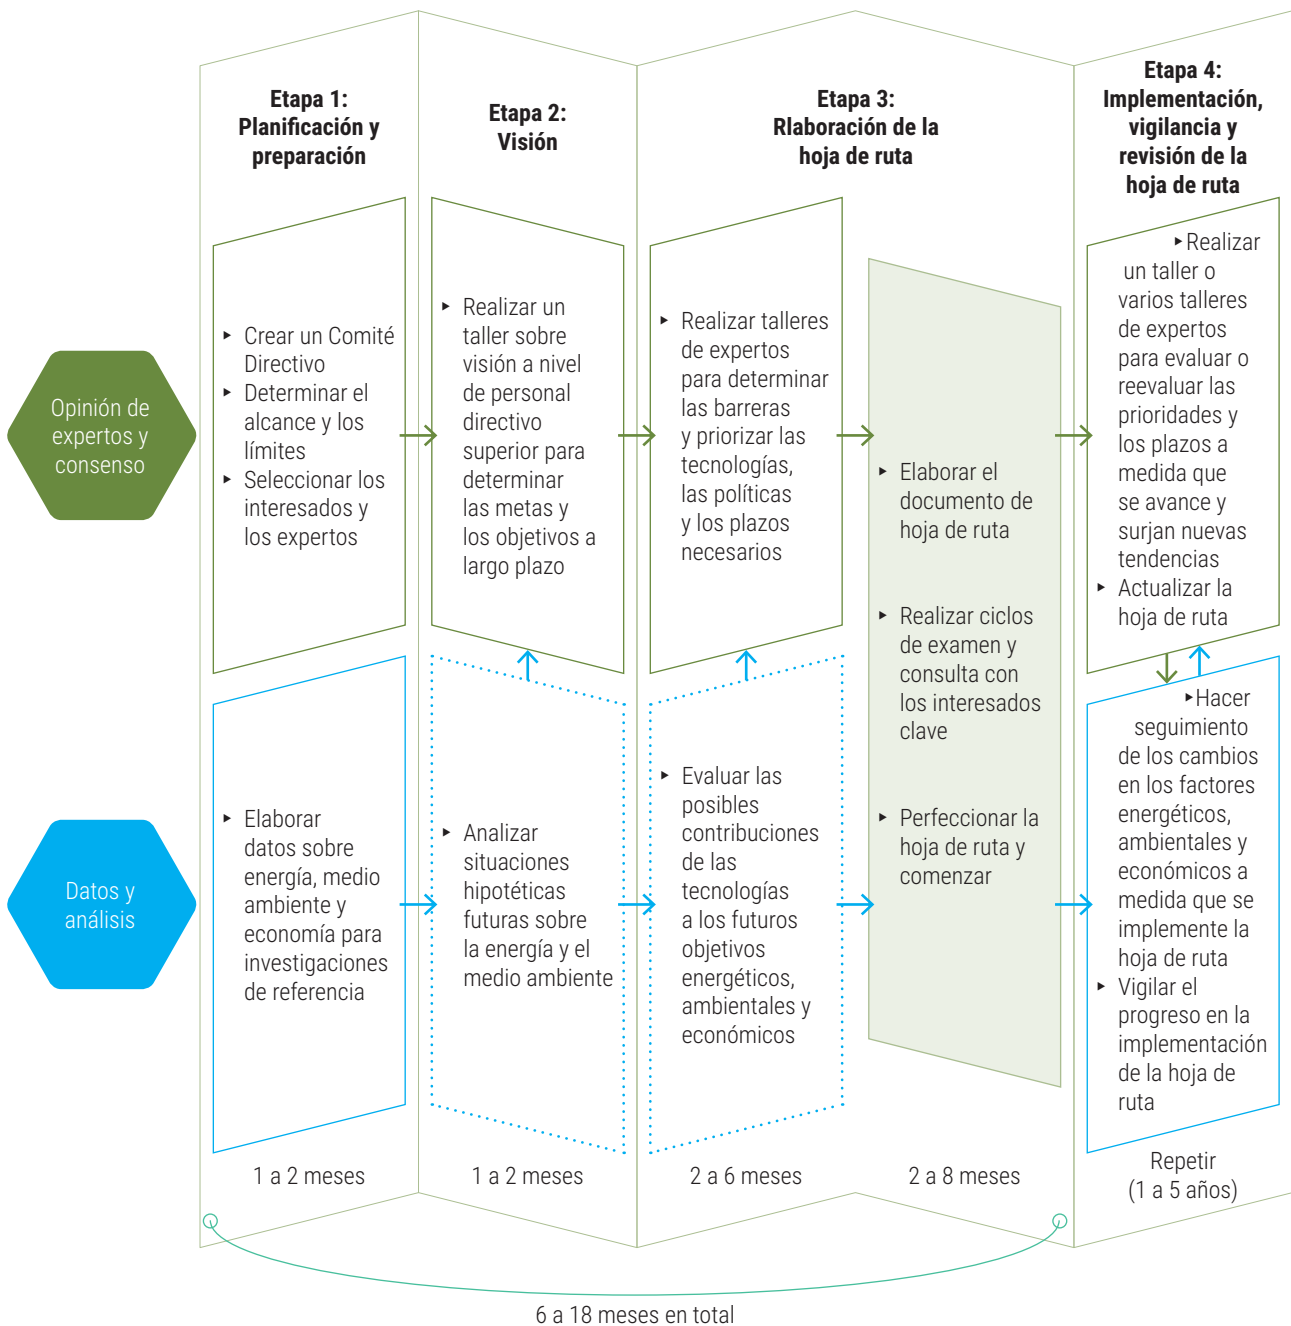 Etapa 1:
Planificación y
preparación
Etapa 2:
Visión
Etapa 3:
Rlaboración de la
hoja de ruta
Etapa 4:
Implementación,
vigilancia y
revisión de la
hoja de ruta
Opinión de
expertos y
consenso
▸ Crear un Comité
Directivo
▸ Determinar el
alcance y los
límites
▸ Seleccionar los
interesados y
los expertos
▸ Realizar un
taller sobre
visión a nivel
de personal
directivo
superior para
determinar
las metas y
los objetivos a
largo plazo
▸ Realizar talleres
de expertos
para determinar
las barreras
y priorizar las
tecnologías,
las políticas
y los plazos
necesarios
▸ Elaborar el
documento de
hoja de ruta
▸ Realizar ciclos
de examen y
consulta con
los interesados
clave
▸ Perfeccionar la
hoja de ruta y
comenzar
▸ Realizar
un taller o
varios talleres
de expertos
para evaluar o
reevaluar las
prioridades y
los plazos a
medida que
se avance y
surjan nuevas
tendencias
▸ Actualizar la
hoja de ruta
Datos y
análisis
▸ Elaborar
datos sobre
energía, medio
ambiente y
economía para
investigaciones
de referencia
▸ Analizar
situaciones
hipotéticas
futuras sobre
la energía y el
medio ambiente
▸ Evaluar las
posibles
contribuciones
de las
tecnologías
a los futuros
objetivos
energéticos,
ambientales y
económicos
▸ Hacer
seguimiento
de los cambios
en los factores
energéticos,
ambientales y
económicos a
medida que se
implemente la
hoja de ruta
▸ Vigilar el
progreso en la
implementación
de la hoja de
ruta
1 a 2 meses
1 a 2 meses
2 a 6 meses
2 a 8 meses
Repetir
(1 a 5 años)
6 a 18 meses en total